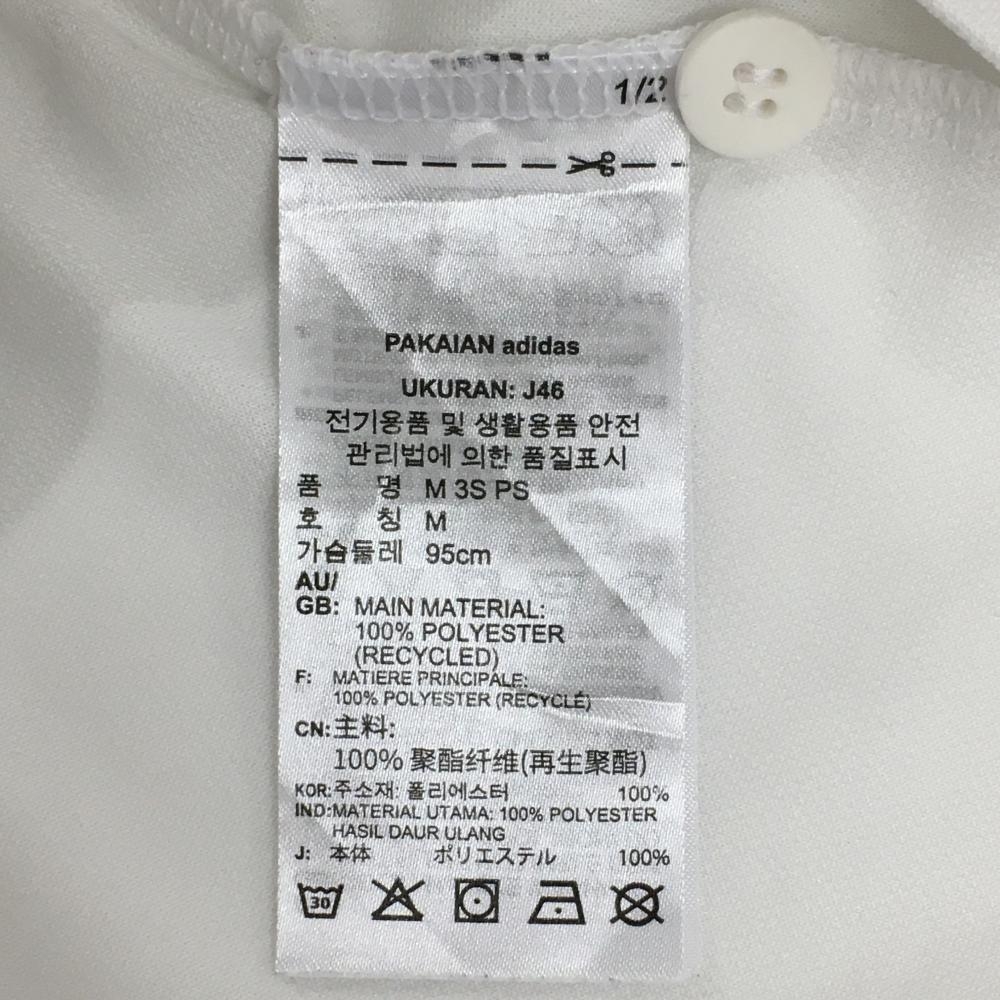 1/2
PAKAIAN adidas
UKURAN: J46
전기용품 및 생활용품 안전
관리법에 의한 품질표시
품 명 M 3S PS
호 칭 M
가슴둘레 95cm
AU/
GB: MAIN MATERIAL:
100% POLYESTER
(RECYCLED)
F: MATIERE PRINCIPALE:
100% POLYESTER (RECYCLÉ)
CN:主料:
100% 聚酯纤维(再生聚酯)
KOR:주소재: 폴리에스터 100%
IND:MATERIAL UTAMA: 100% POLYESTER
HASIL DAUR ULANG
J: 本体 ポリエステル 100%
30